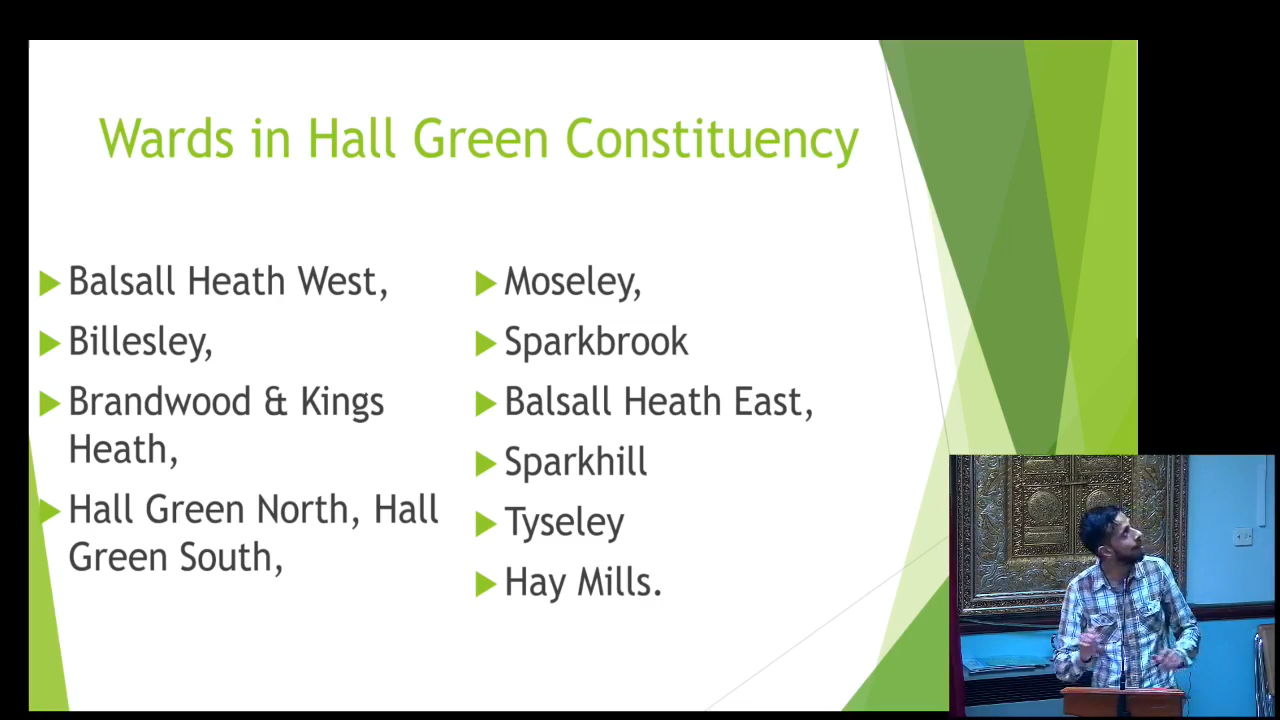 Wards in Hall Green Constituency
Balsall Heath West,
Billesley,
Brandwood & Kings
Heath,
Hall Green North, Hall
Green South,
Moseley,
Sparkbrook
Balsall Heath East,
Sparkhill
Tyseley
Hay Mills.